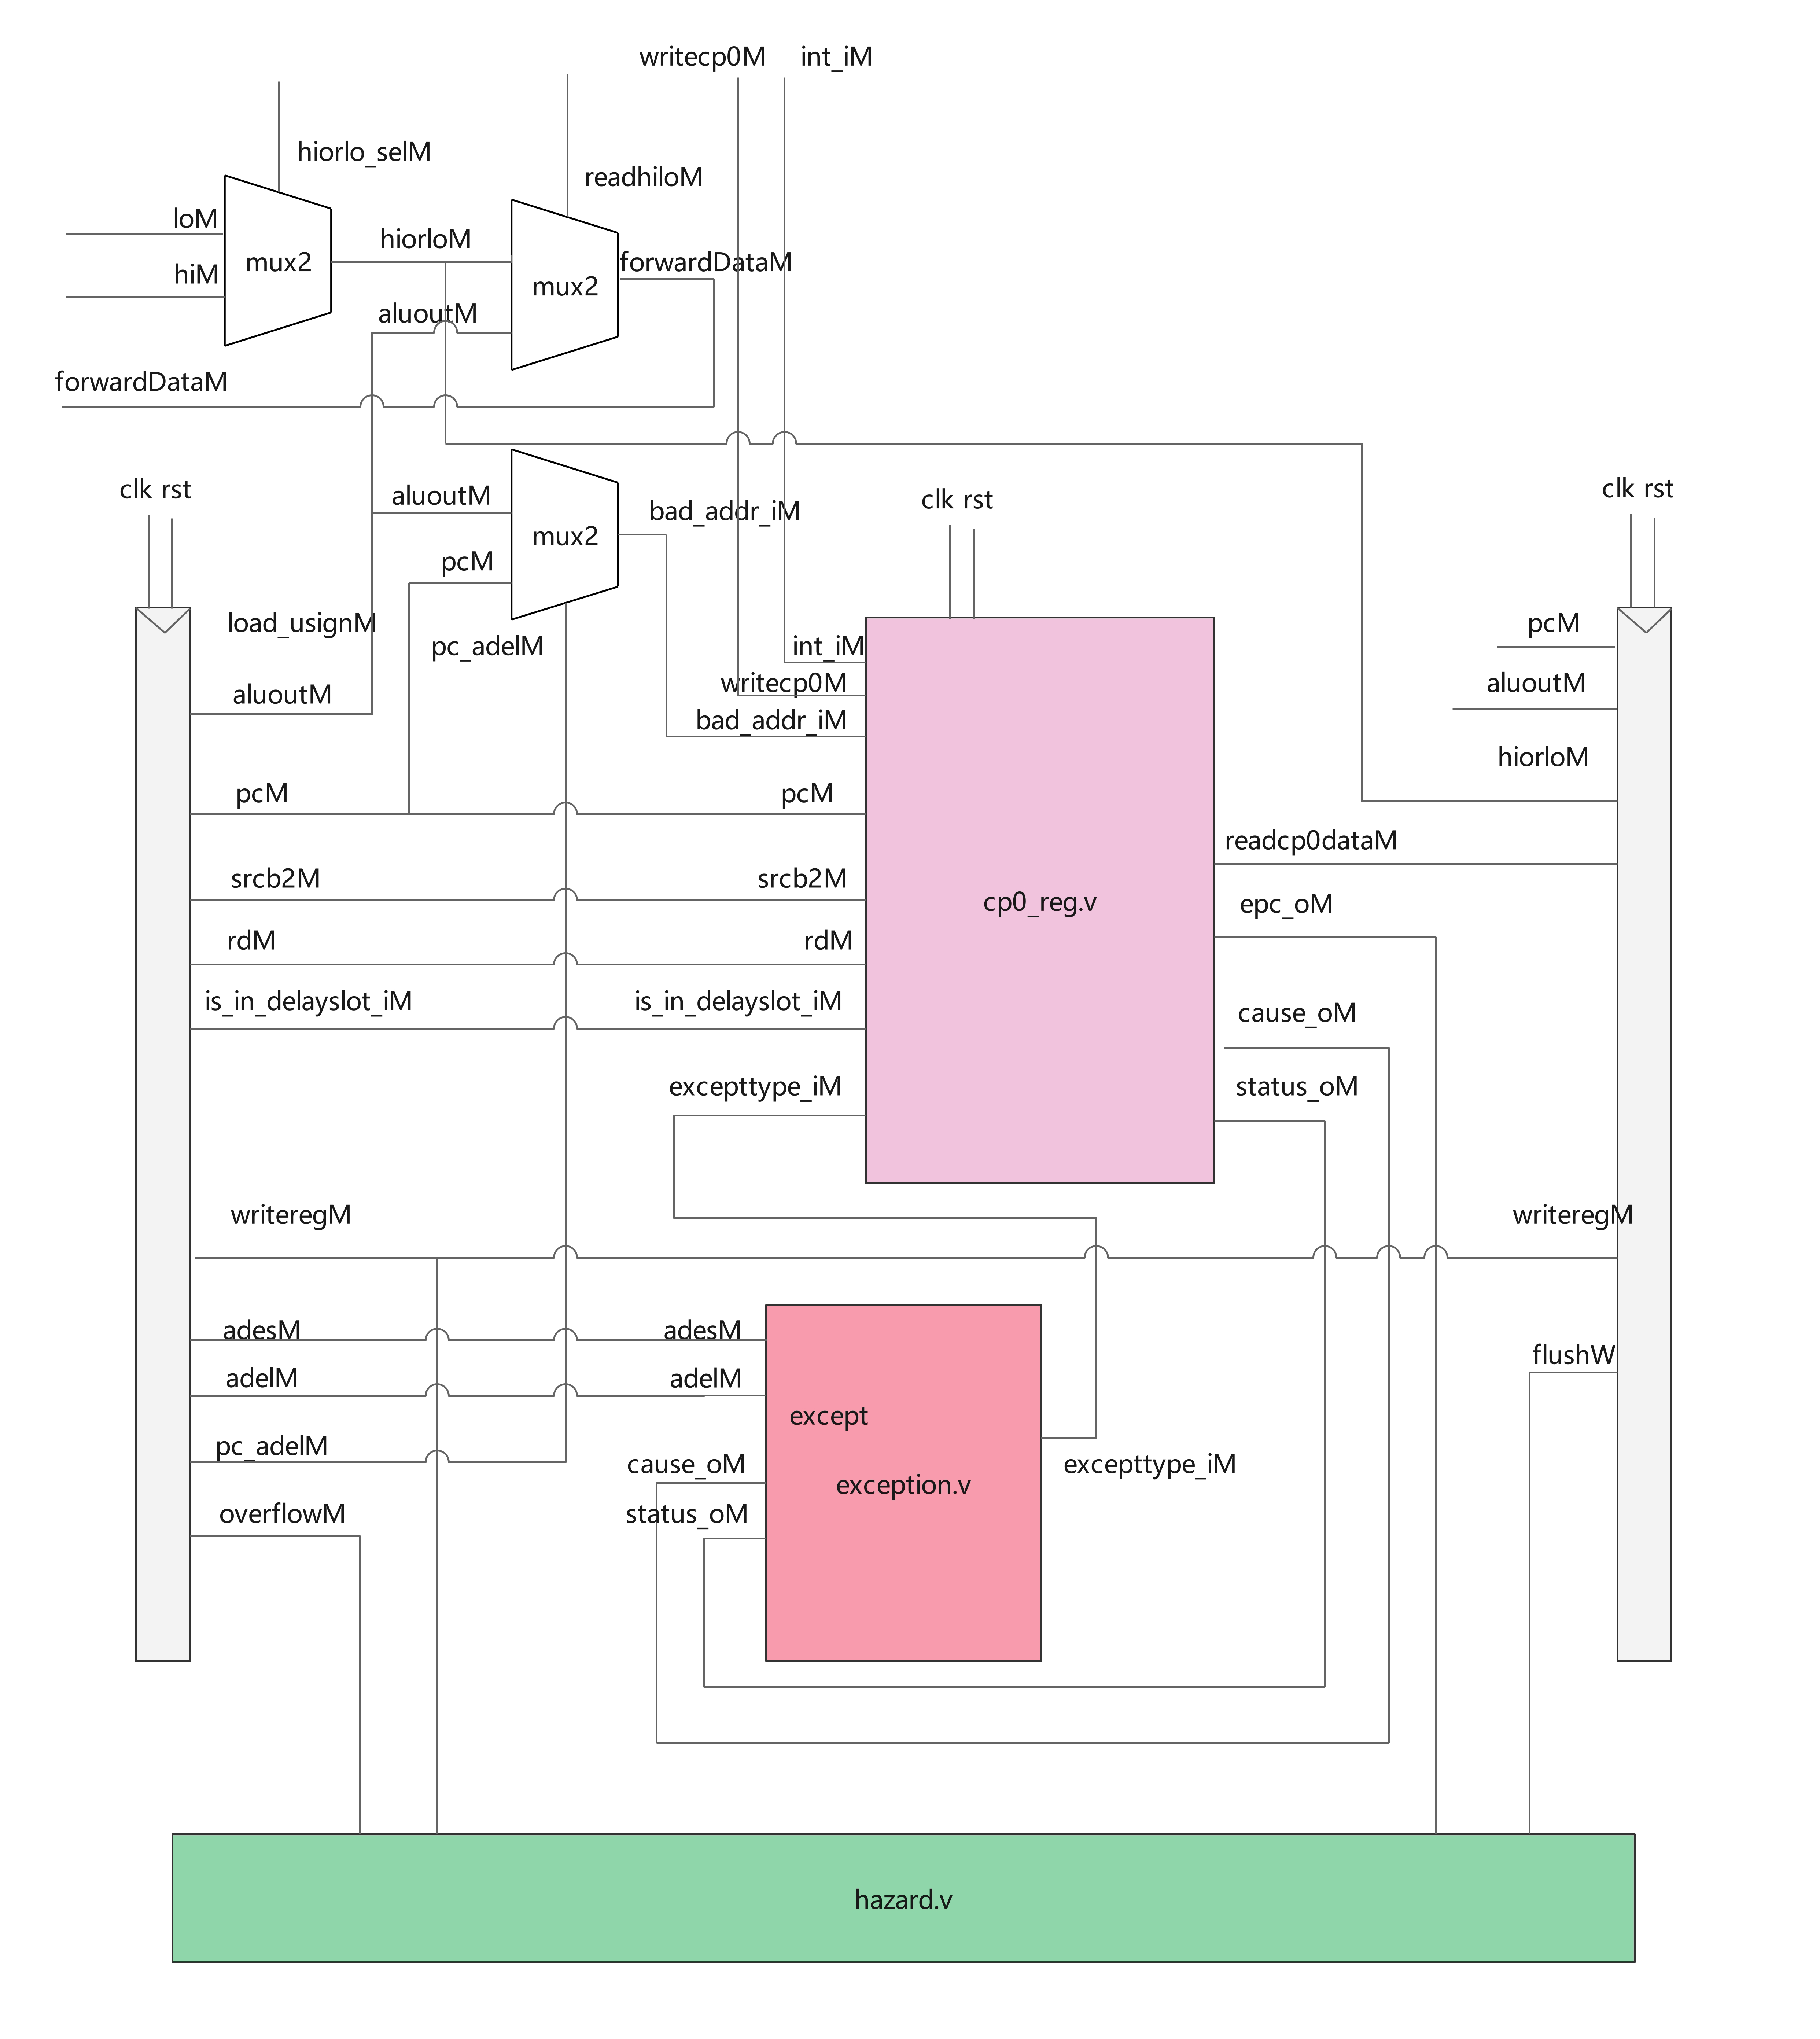 writecp0M int_iM
hiorlo_selM
readhiloM
loM
hiorloM
hiM
mux2
forwardDataM
mux2
aluoutM
forwardDataM
clk rst
aluoutM
bad_addr_iM
clk rst
clk rst
mux2
pcM
load_usignM
pc_adelM
int_iM
pcM
aluoutM
writecp0M
aluoutM
bad_addr_iM
hiorloM
pcM
pcM
readcp0dataM
srcb2M
srcb2M
cp0_reg.v
epc_oM
rdM
rdM
is_in_delayslot_iM
is_in_delayslot_iM
cause_oM
excepttype_iM
status_oM
writeregM
writeregM
adesM
adesM
flushW
adelM
adelM
except
pc_adelM
cause_oM
excepttype_iM
exception.v
overflowM
status_oM
hazard.v